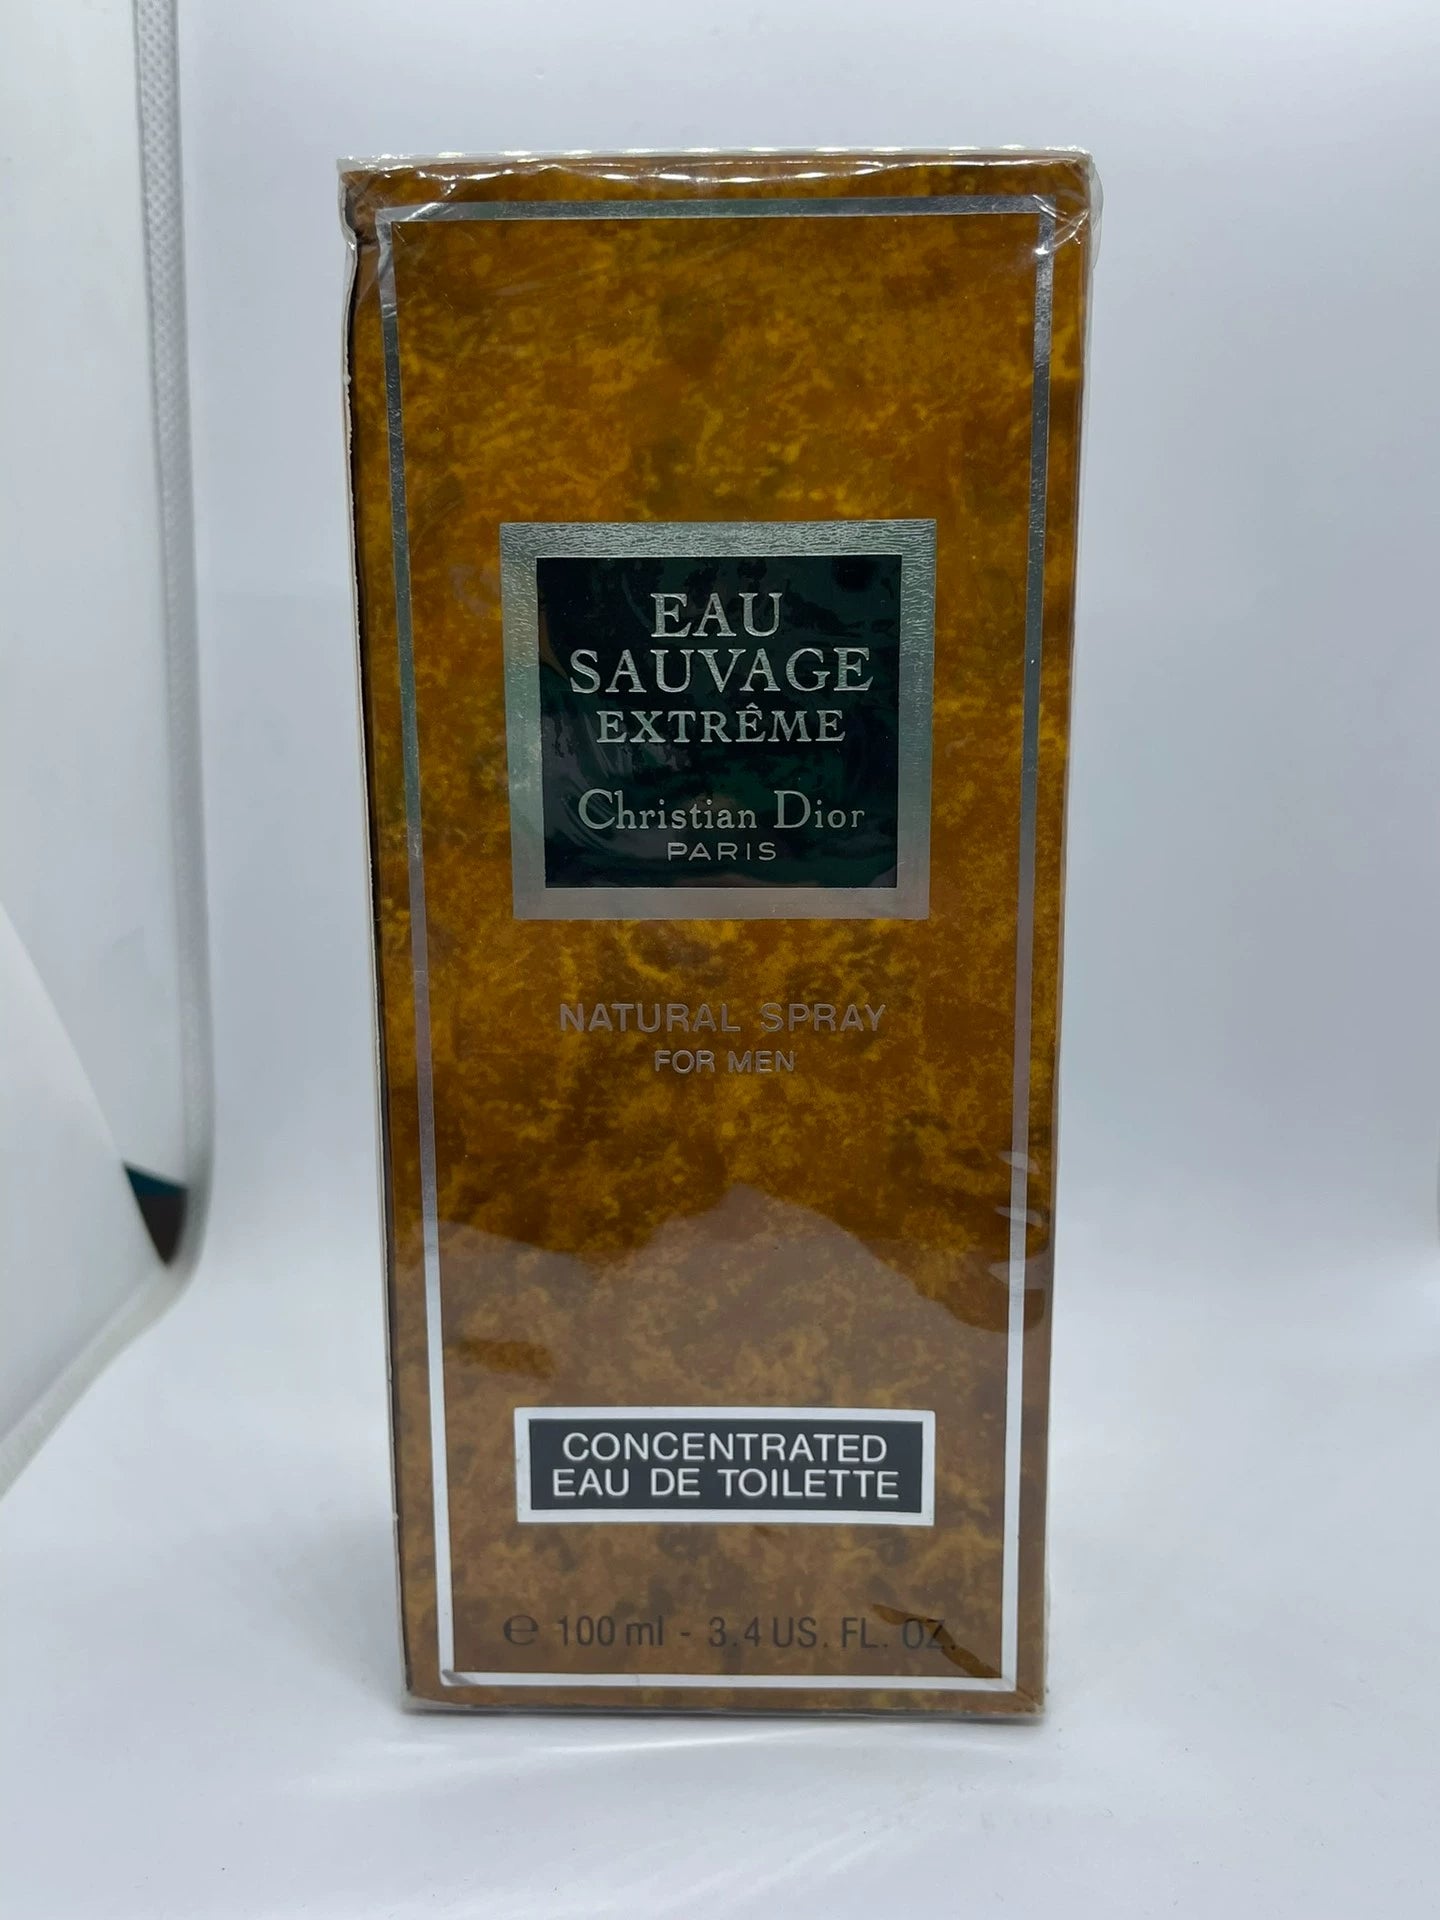 EAU
SAUVAGE
EXTRÊME
Christian Dior
PARIS
NATURAL SPRAY
FOR MEN
CONCENTRATED
EAU DE TOILETTE
℮ 100 ml - 3.4 US. FL. OZ.